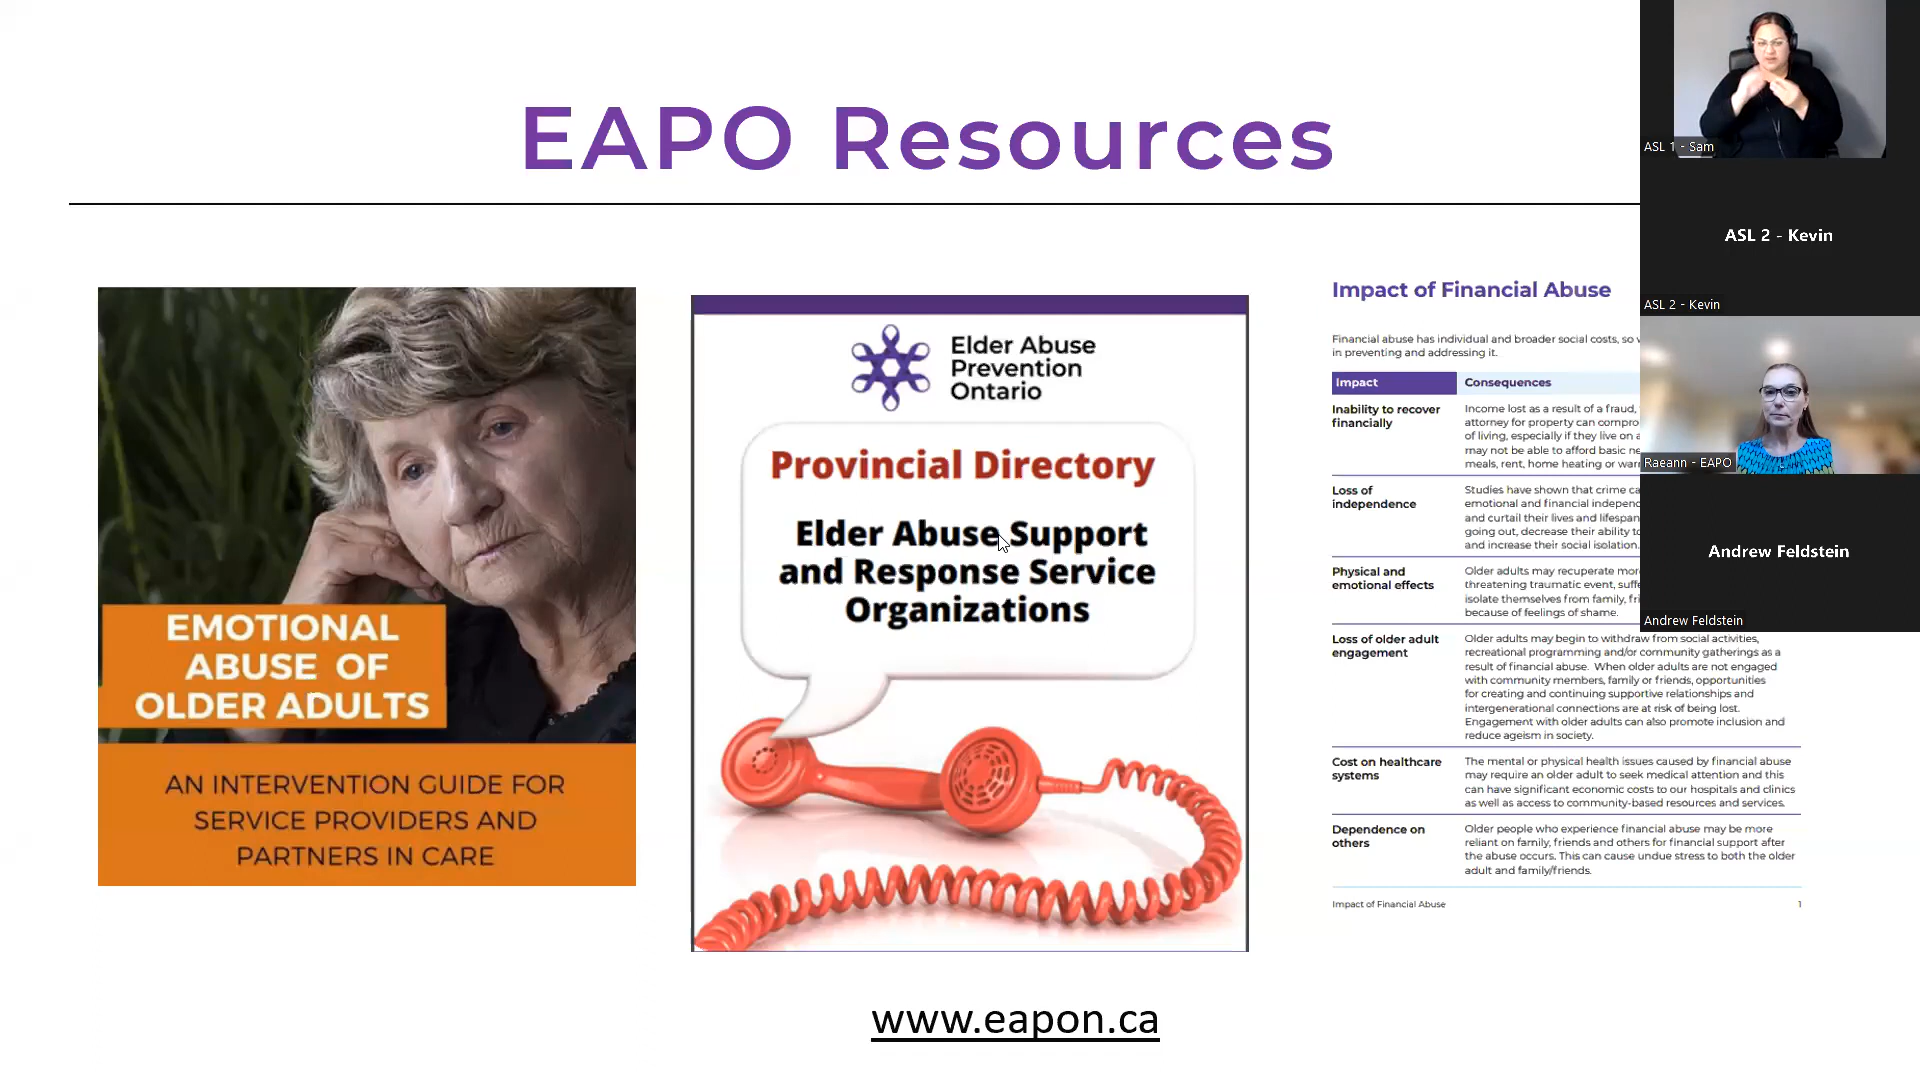 EAPO Resources
EMOTIONAL
ABUSE OF
OLDER ADULTS
AN INTERVENTION GUIDE FOR
SERVICE PROVIDERS AND
PARTNERS IN CARE
Elder Abuse
Prevention
Ontario
Provincial Directory
Elder Abuse Support
and Response Service
Organizations
Impact of Financial Abuse
Financial abuse has individual and broader social costs, so
in preventing and addressing it.
Impact
Consequences
Inability to recover
financially
Income lost as a result of a fraud,
attorney for property can
of living, especially if they live on
may not be able to afford basic
meals, rent, home heating or
Loss of
independence
Studies have shown that crime
emotional and financial
and curtail their lives and
going out, decrease their ability
and increase their social isolation.
Physical and
emotional effects
Older adults may recuperate
threatening traumatic event,
isolate themselves from family,
because of feelings of shame.
Loss of older adult
engagement
Older adults may begin to withdraw from social activities,
recreational programming and/or community gatherings as a
result of financial abuse. When older adults are not engaged
with community members, family or friends, opportunities
for creating and continuing supportive relationships and
intergenerational connections are at risk of being lost.
Engagement with older adults can also promote inclusion and
reduce ageism in society.
Cost on healthcare
systems
The mental or physical health issues caused by financial abuse
may require an older adult to seek medical attention and this
can have significant economic costs to our hospitals and clinics
as well as access to community-based resources and services.
Dependence on
others
Older people who experience financial abuse may be more
reliant on family, friends and others for financial support after
the abuse occurs. This can cause undue stress to both the older
adult and family/friends.
Impact of Financial Abuse
1
www.eapon.ca
ASL 1 - Sam
ASL 2 - Kevin
ASL 2 - Kevin
Raeann - EAPO
Andrew Feldstein
Andrew Feldstein